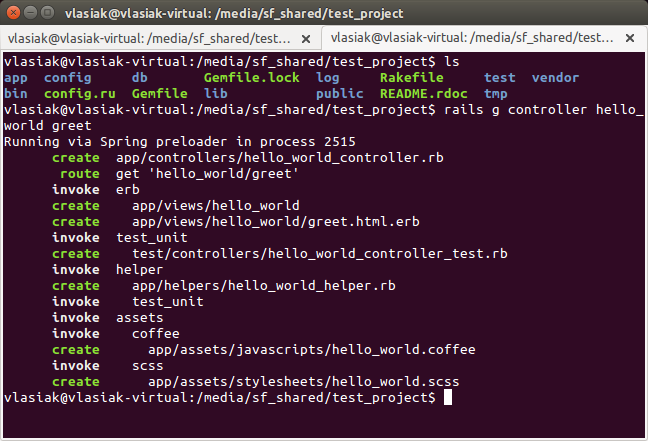 vlasiak@vlasiak-virtual: /media/sf_shared/test_project
vlasiak@vlasiak-virtual: /media/sf_shared/test... × vlasiak@vlasiak-virtual: /media/sf_shared/test... ×
vlasiak@vlasiak-virtual:/media/sf_shared/test_project$ ls
app config db Gemfile.lock log Rakefile test vendor
bin config.ru Gemfile lib public README.rdoc tmp
vlasiak@vlasiak-virtual:/media/sf_shared/test_project$ rails g controller hello_
world greet
Running via Spring preloader in process 2515
create app/controllers/hello_world_controller.rb
route get 'hello_world/greet'
invoke erb
create app/views/hello_world
create app/views/hello_world/greet.html.erb
invoke test_unit
create test/controllers/hello_world_controller_test.rb
invoke helper
create app/helpers/hello_world_helper.rb
invoke test_unit
invoke assets
invoke coffee
create app/assets/javascripts/hello_world.coffee
invoke scss
create app/assets/stylesheets/hello_world.scss
vlasiak@vlasiak-virtual:/media/sf_shared/test_project$